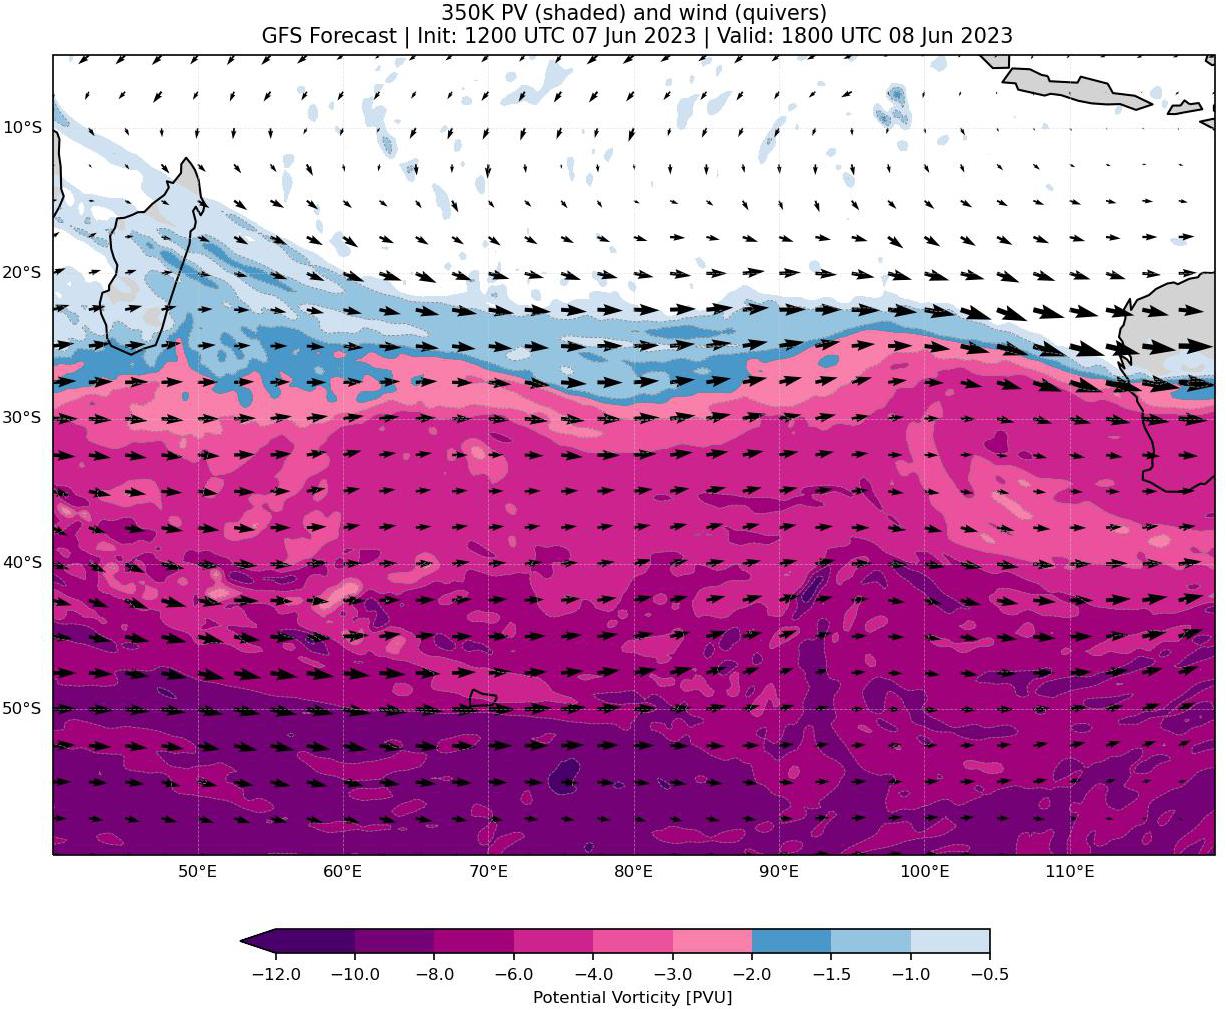 350K PV (shaded) and wind (quivers)
GFS Forecast | Init: 1200 UTC 07 Jun 2023 | Valid: 1800 UTC 08 Jun 2023
10°S
20°S
30°S
40°S
50°S
50°E 60°E 70°E 80°E 90°E 100°E 110°E
−12.0 −10.0 −8.0 −6.0 −4.0 −3.0 −2.0 −1.5 −1.0 −0.5
Potential Vorticity [PVU]